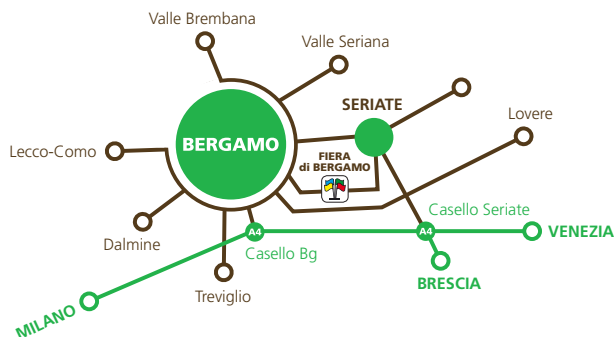 Valle Brembana
Valle Seriana
SERIATE
Lovere
BERGAMO
Lecco-Como
FIERA
di BERGAMO
Casello Seriate
Dalmine
A4
A4
VENEZIA
Casello Bg
BRESCIA
Treviglio
MILANO